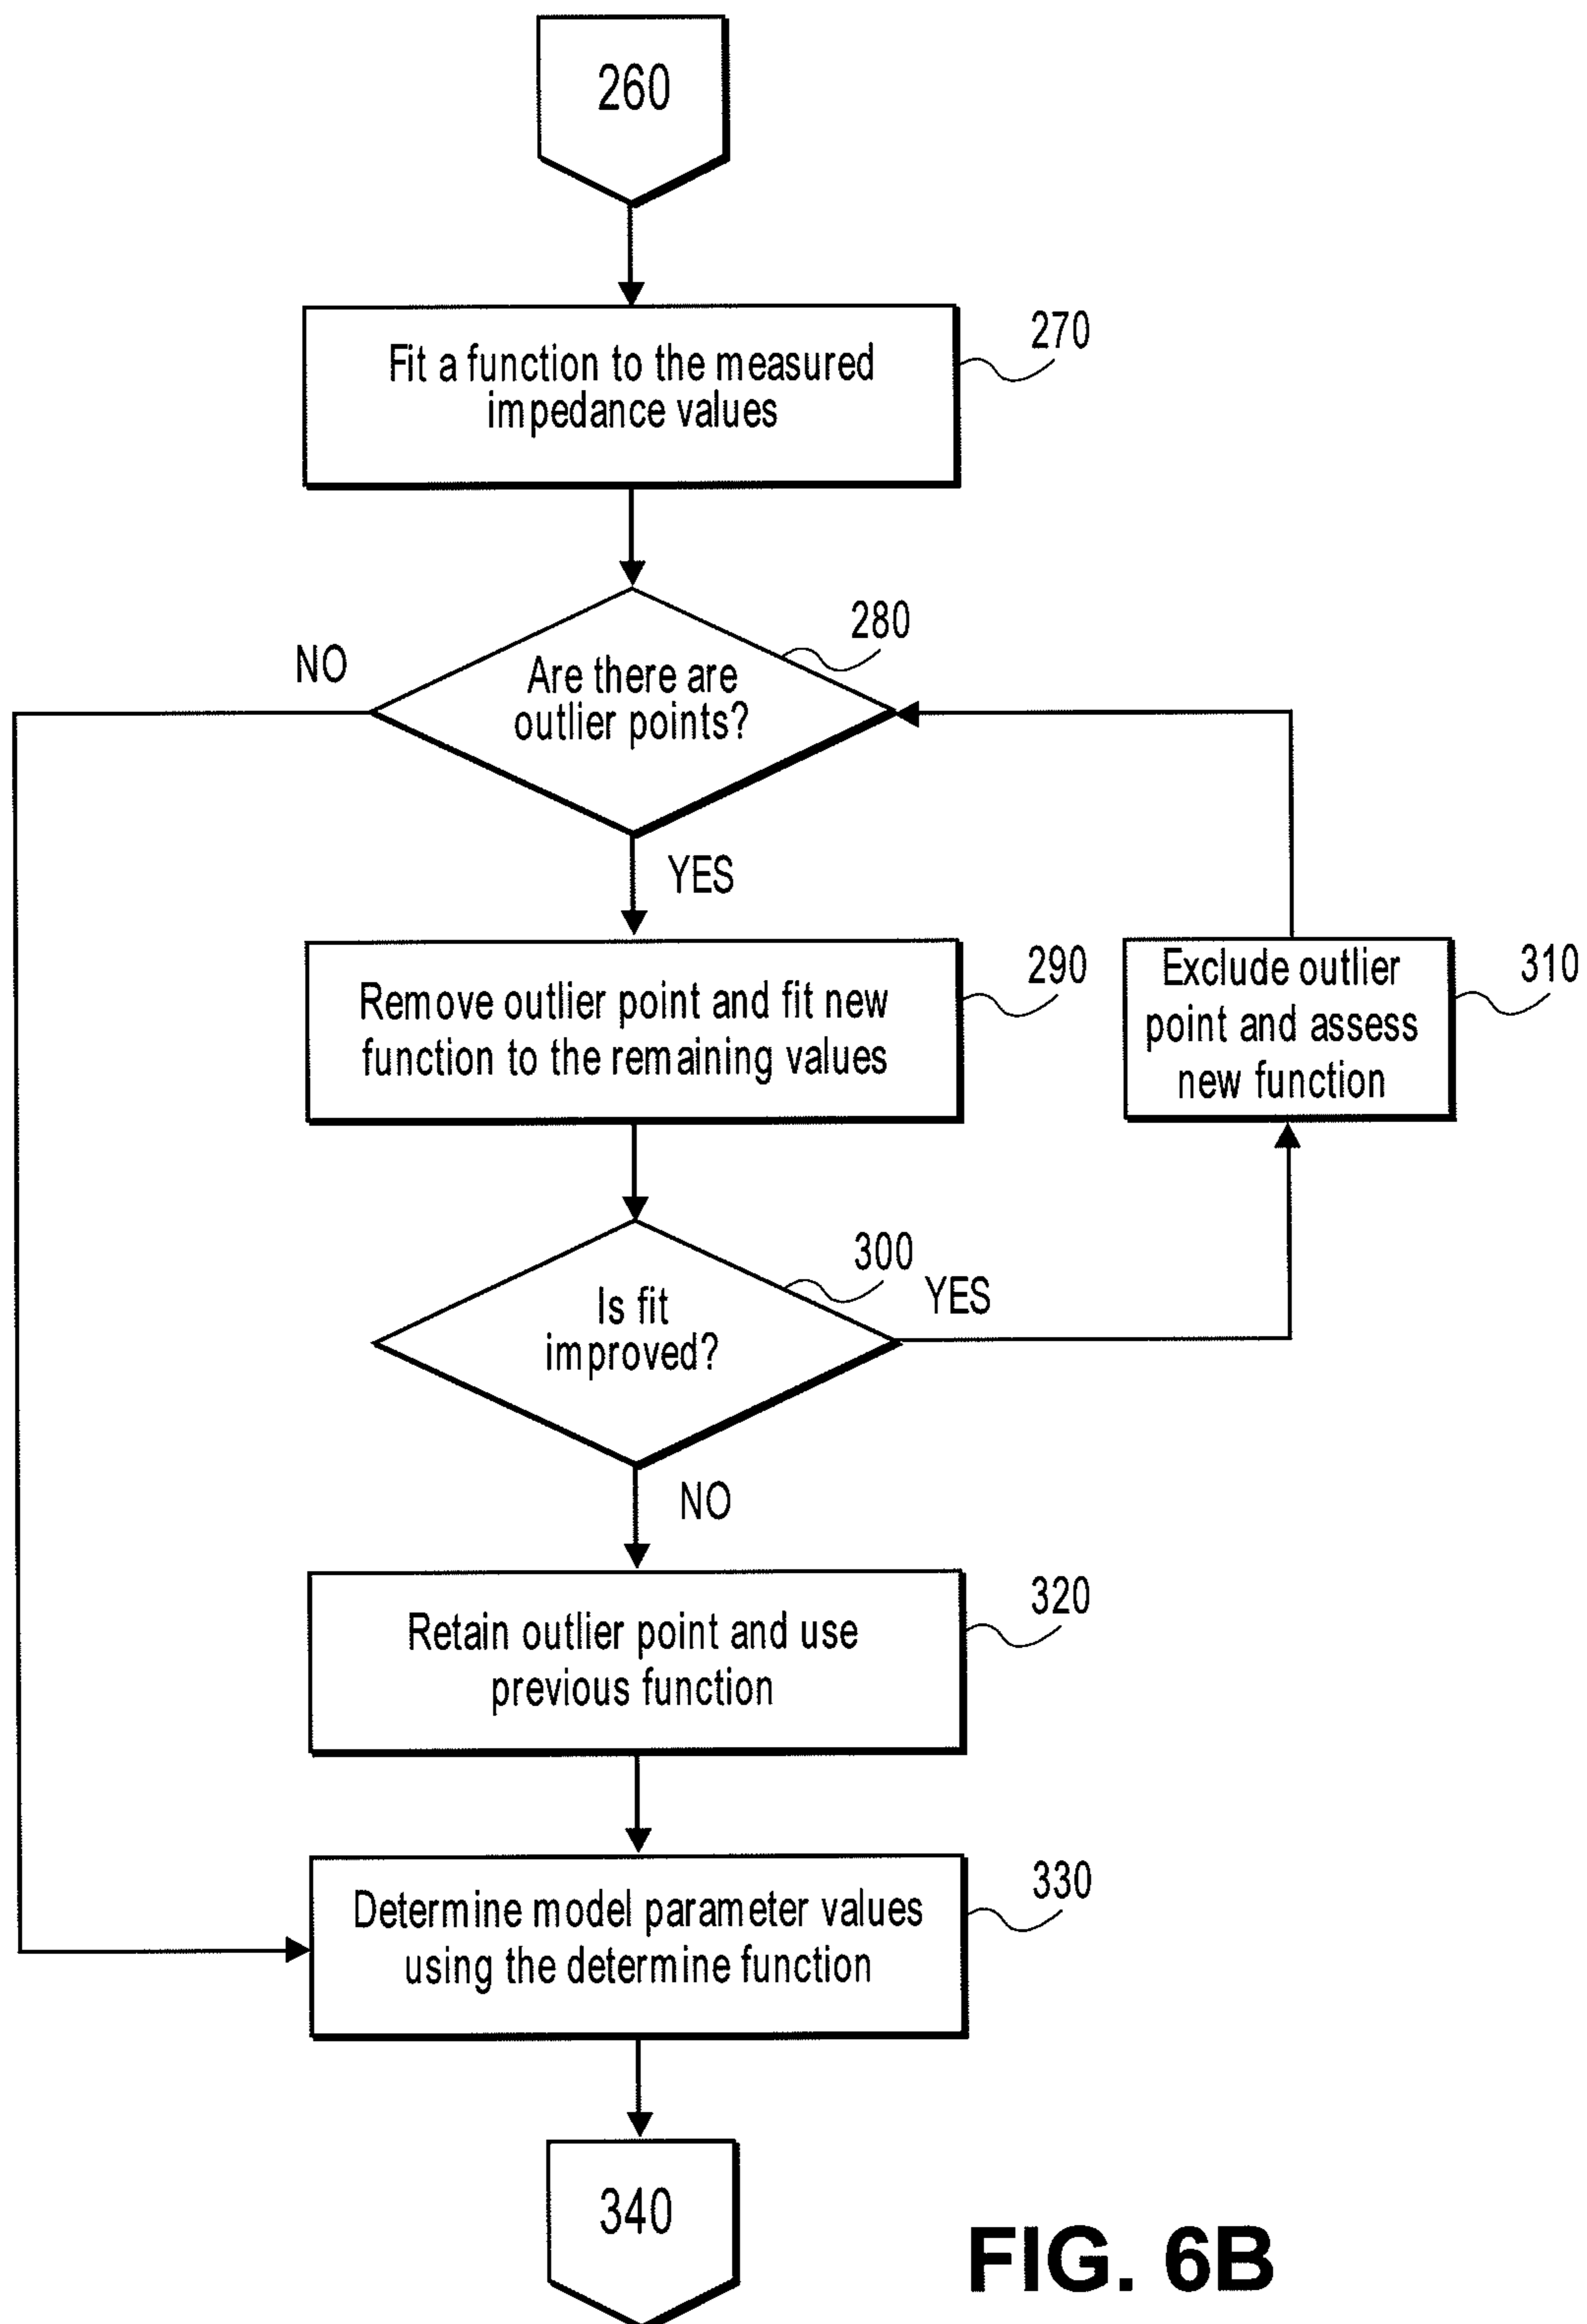 260
270
Fit a function to the measured
impedance values
280
NO
Are there are
outlier points?
YES
290
Remove outlier point and fit new
function to the remaining values
310
Exclude outlier
point and assess
new function
300
YES
Is fit
improved?
NO
320
Retain outlier point and use
previous function
330
Determine model parameter values
using the determine function
340
FIG. 6B